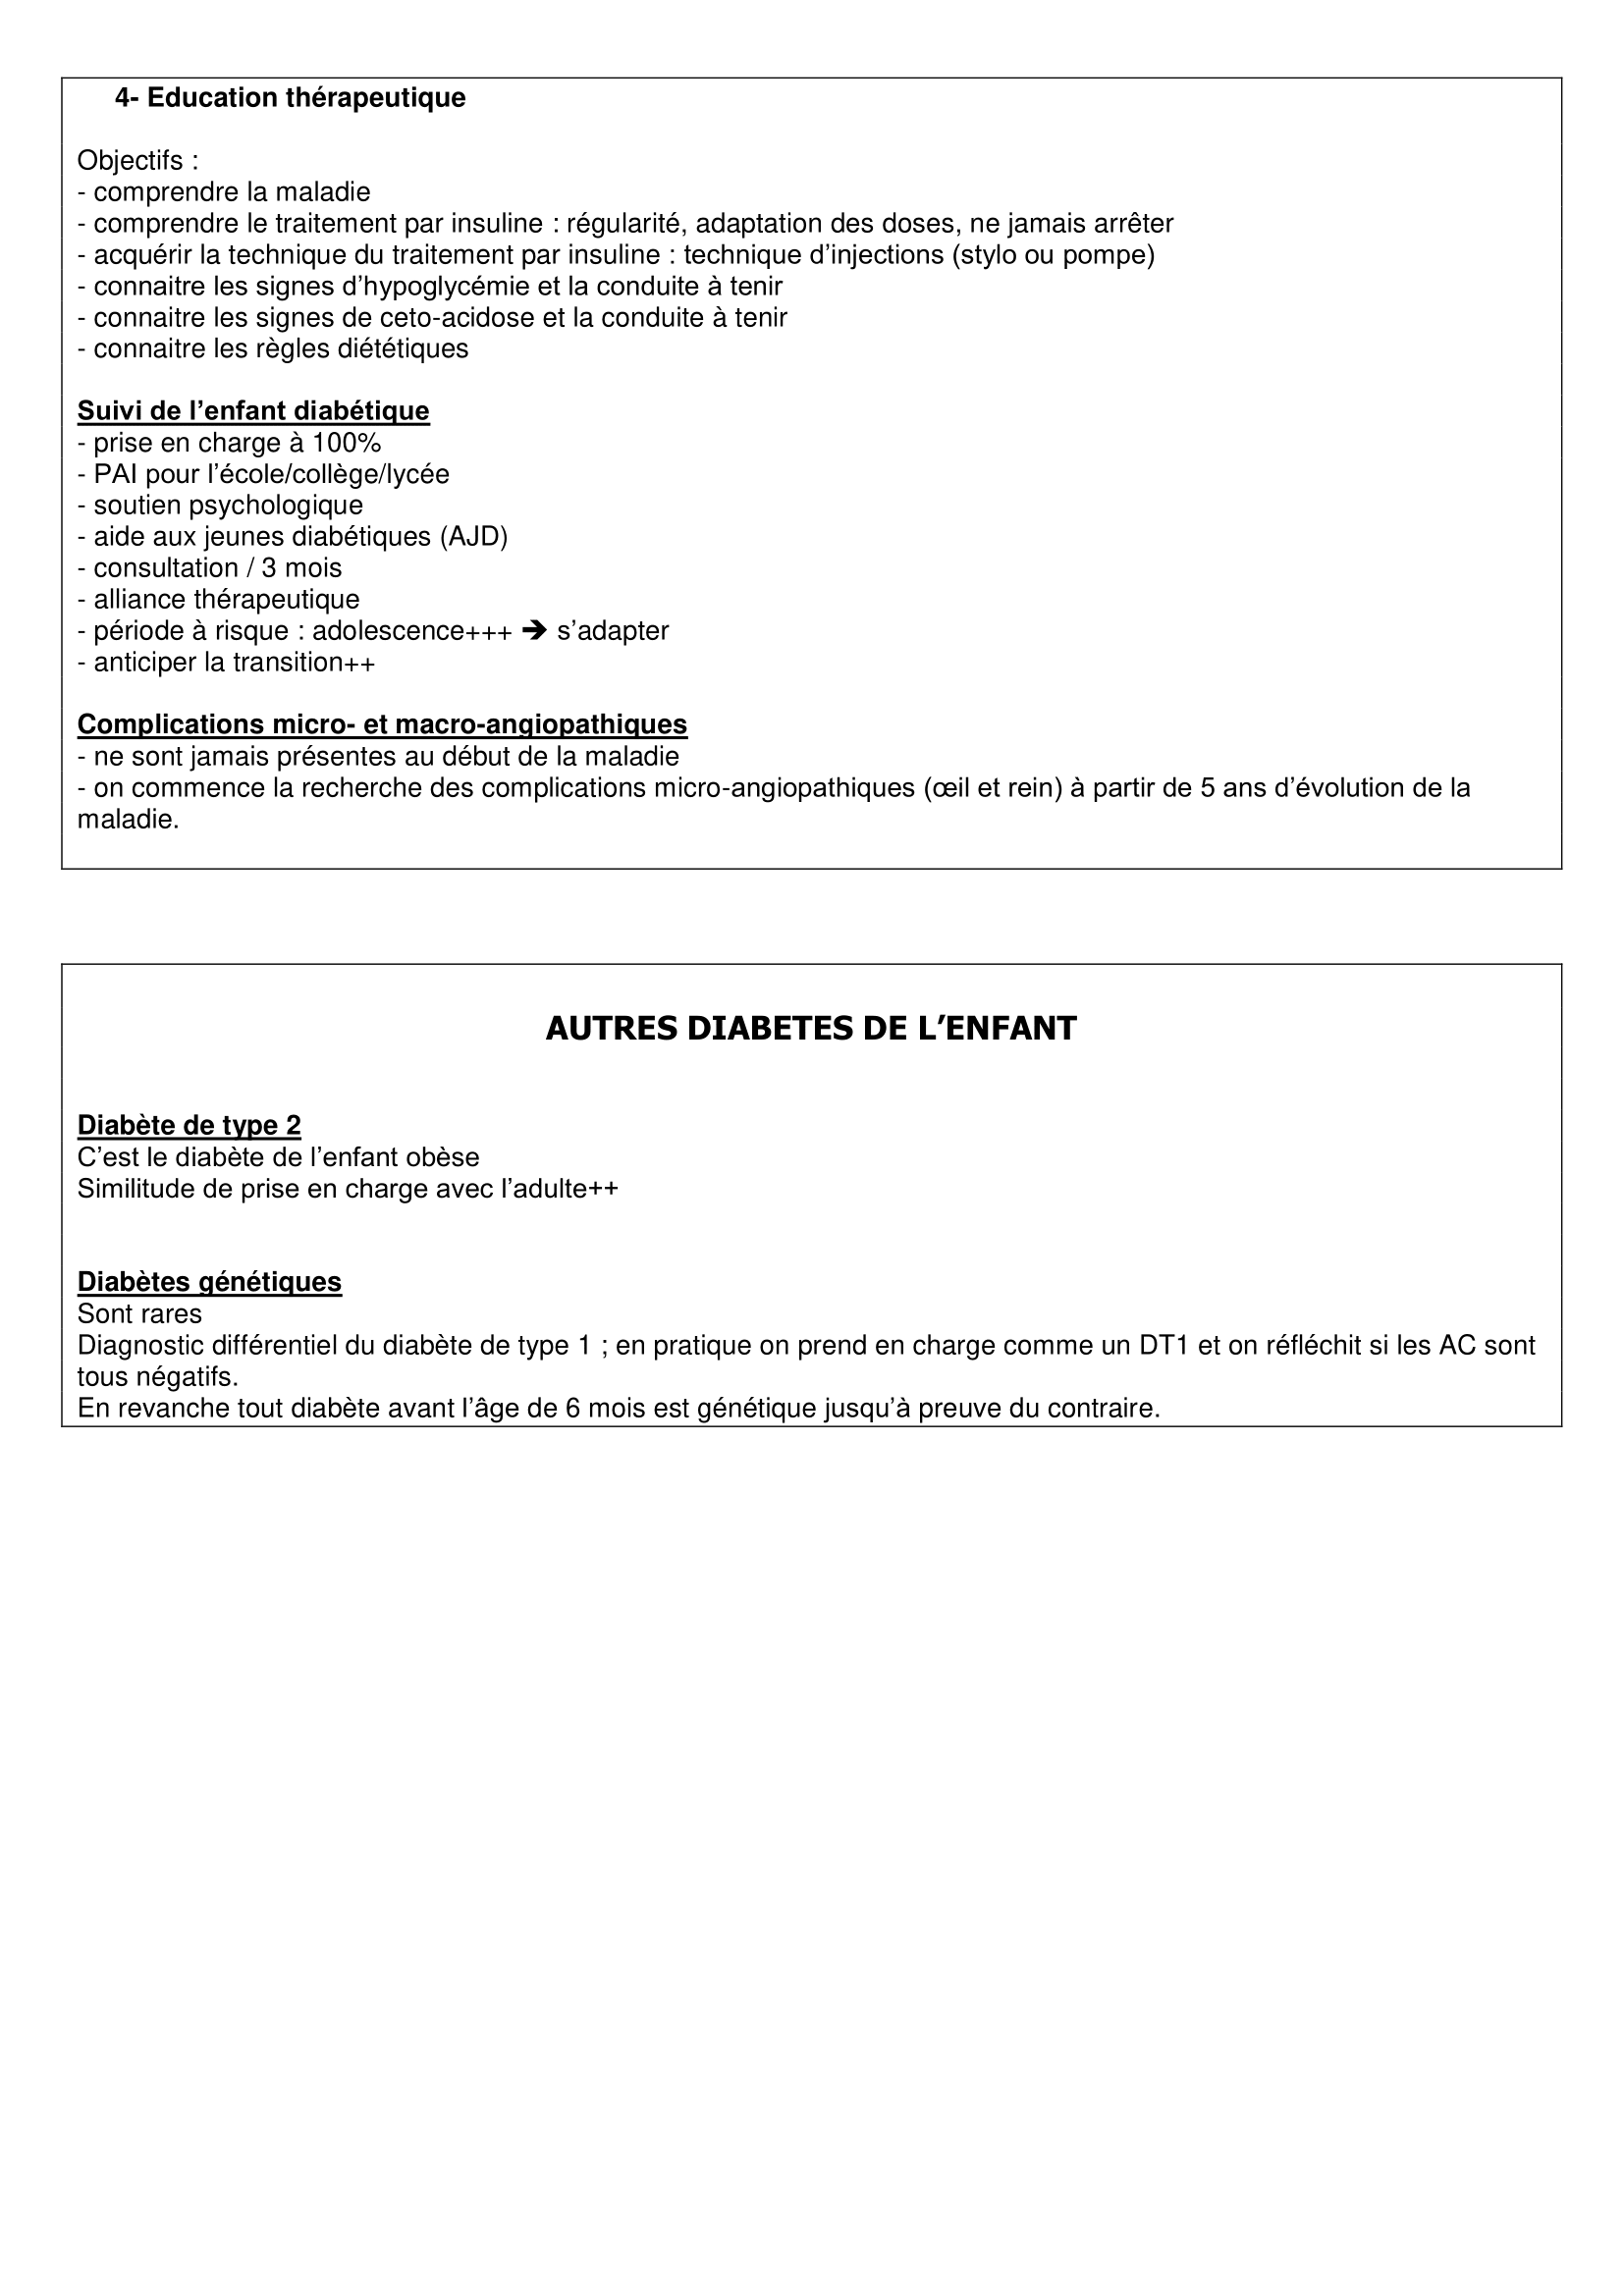 4- Education thérapeutique
Objectifs :
- comprendre la maladie
- comprendre le traitement par insuline : régularité, adaptation des doses, ne jamais arrêter
- acquérir la technique du traitement par insuline : technique d’injections (stylo ou pompe)
- connaitre les signes d’hypoglycémie et la conduite à tenir
- connaitre les signes de ceto-acidose et la conduite à tenir
- connaitre les règles diététiques
Suivi de l’enfant diabétique
- prise en charge à 100%
- PAI pour l’école/collège/lycée
- soutien psychologique
- aide aux jeunes diabétiques (AJD)
- consultation / 3 mois
- alliance thérapeutique
- période à risque : adolescence+++ ➔ s’adapter
- anticiper la transition++
Complications micro- et macro-angiopathiques
- ne sont jamais présentes au début de la maladie
- on commence la recherche des complications micro-angiopathiques (œil et rein) à partir de 5 ans d’évolution de la
maladie.
AUTRES DIABETES DE L’ENFANT
Diabète de type 2
C’est le diabète de l’enfant obèse
Similitude de prise en charge avec l’adulte++
Diabètes génétiques
Sont rares
Diagnostic différentiel du diabète de type 1 ; en pratique on prend en charge comme un DT1 et on réfléchit si les AC sont
tous négatifs.
En revanche tout diabète avant l’âge de 6 mois est génétique jusqu’à preuve du contraire.